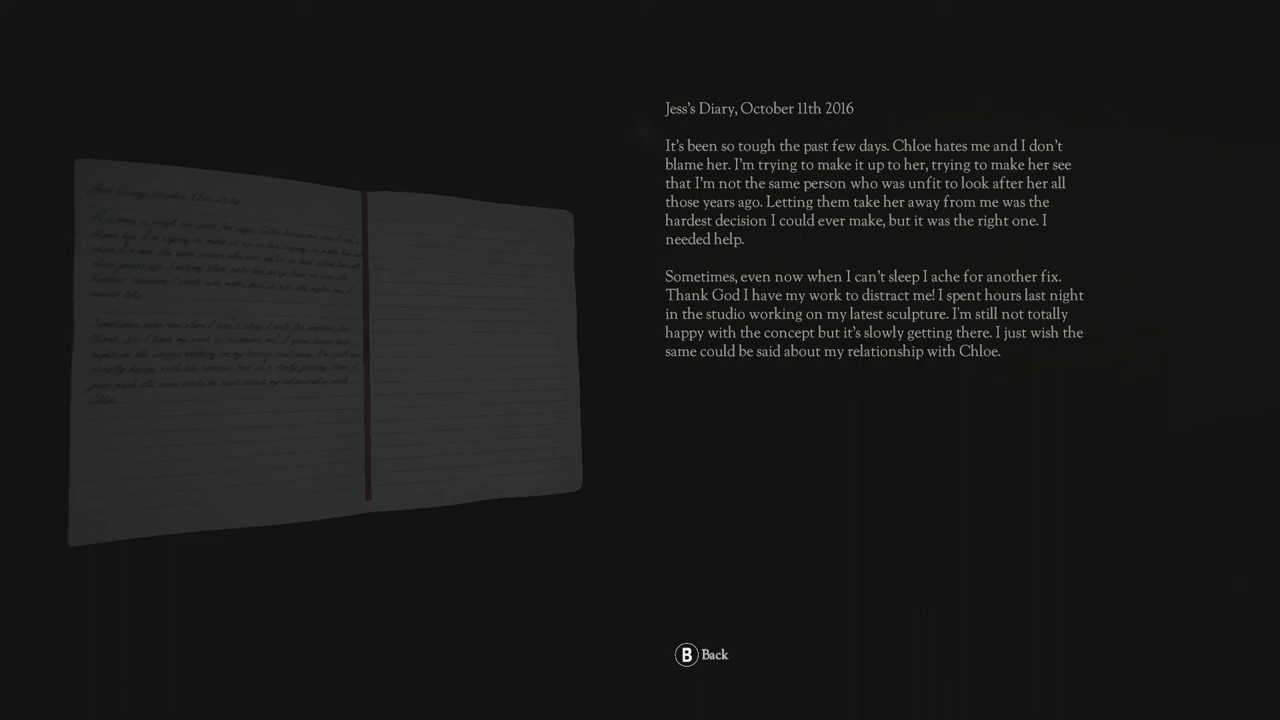 Jess's Diary, October 11th 2016
It's been so tough the past few days. Chloe hates me and I don't
blame her. I'm trying to make it up to her, trying to make her see
that I'm not the same person who was unfit to look after her all
those years ago. Letting them take her away from me was the
hardest decision I could ever make, but it was the right one. I
needed help.
Sometimes, even now when I can't sleep I ache for another fix.
Thank God I have my work to distract me! I spent hours last night
in the studio working on my latest sculpture. I'm still not totally
happy with the concept but it's slowly getting there. I just wish the
same could be said about my relationship with Chloe.
B Back